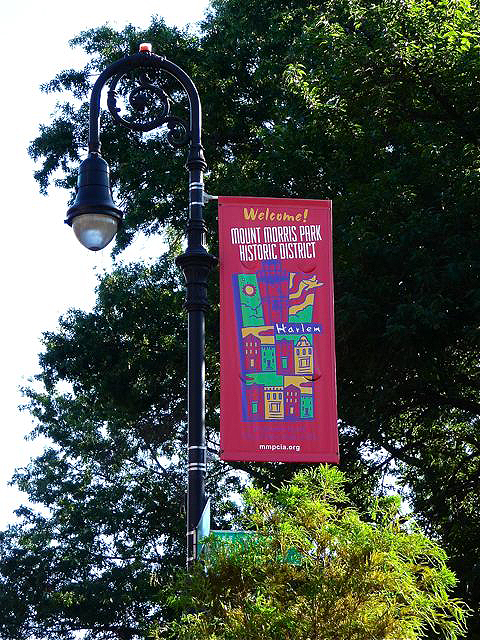 Welcome!
MOUNT MORRIS PARK
HISTORIC DISTRICT
Harlem
mmpcia.org